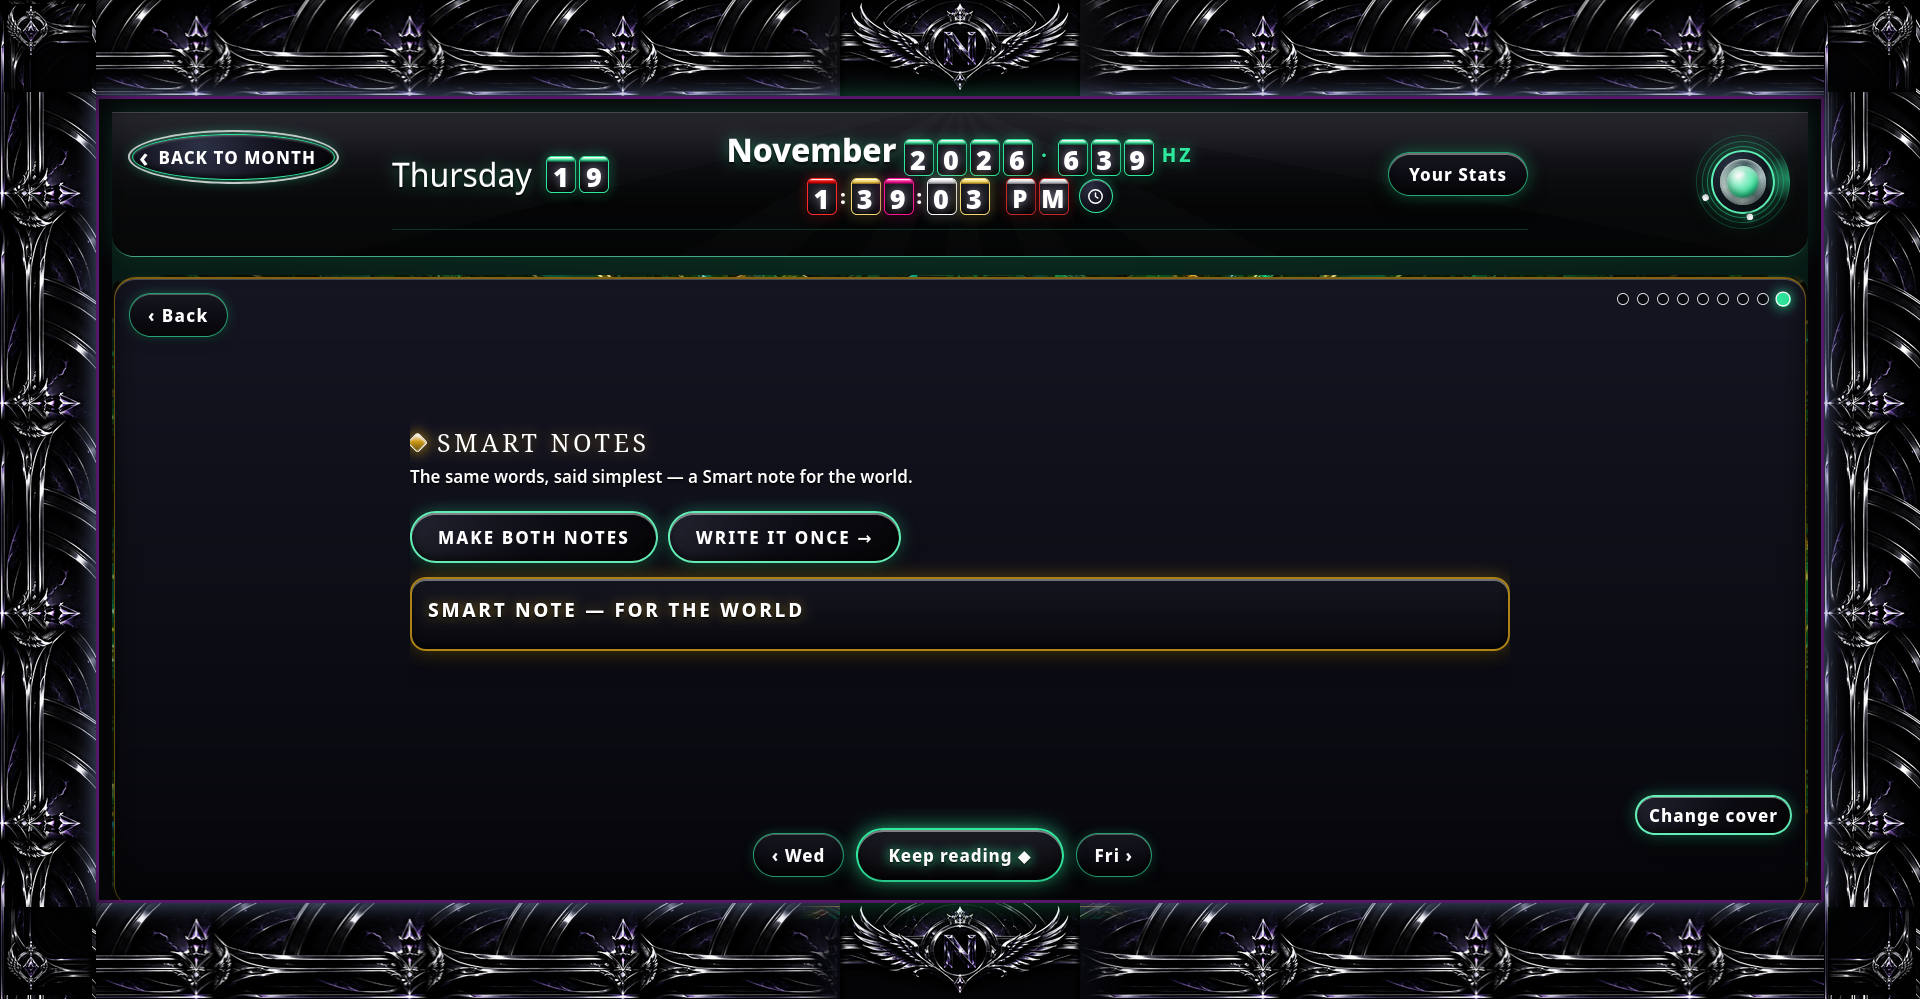 N
‹ BACK TO MONTH
Thursday 19
November 2026 · 639 HZ
1:39:03 PM
Your Stats
‹ Back
SMART NOTES
The same words, said simplest — a Smart note for the world.
MAKE BOTH NOTES
WRITE IT ONCE →
SMART NOTE — FOR THE WORLD
Change cover
‹ Wed
Keep reading ◆
Fri ›
N